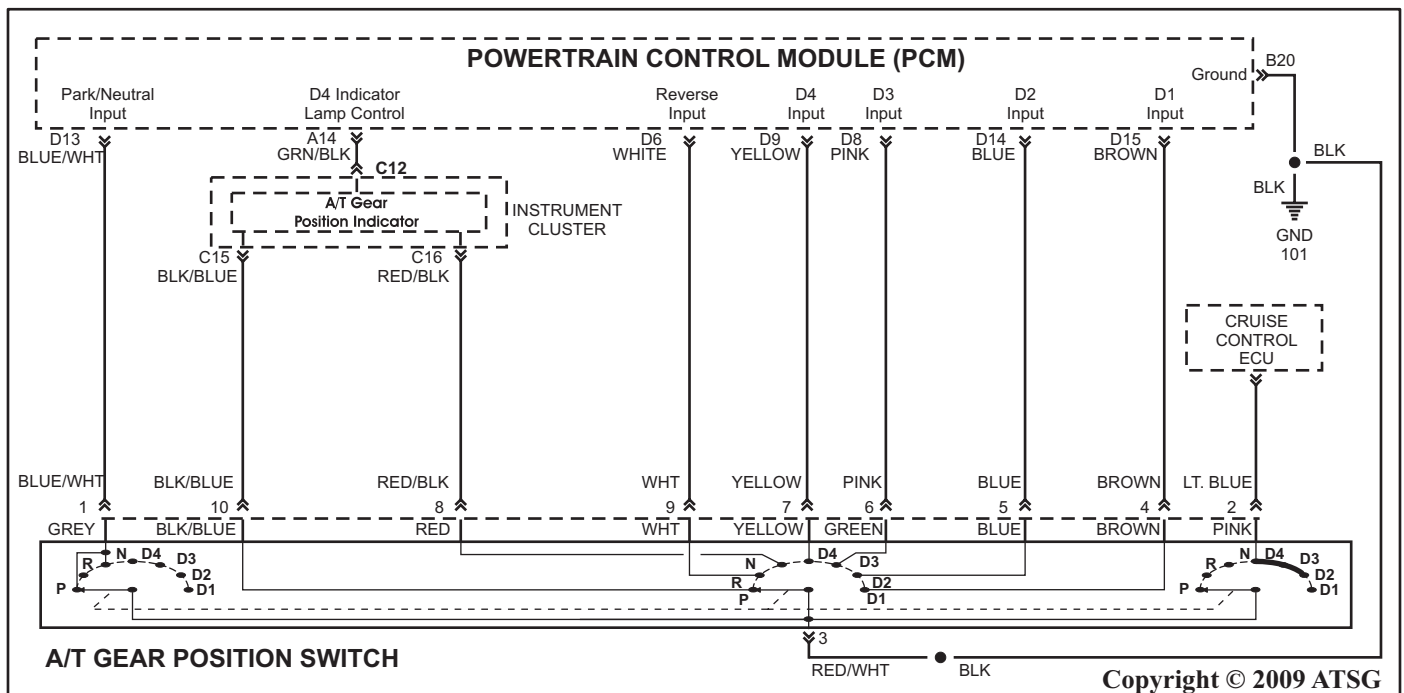 POWERTRAIN CONTROL MODULE (PCM)
B20
Ground
Park/Neutral
Input
D4 Indicator
Lamp Control
Reverse
Input
D4
Input
D3
Input
D2
Input
D1
Input
D13 A14 D6 D9 D8 D14 D15
BLUE/WHT GRN/BLK WHITE YELLOW PINK BLUE BROWN
BLK
C12
BLK
A/T Gear
Position Indicator
INSTRUMENT
CLUSTER
GND
101
C15 C16
BLK/BLUE RED/BLK
CRUISE
CONTROL
ECU
BLUE/WHT BLK/BLUE RED/BLK WHT YELLOW PINK BLUE BROWN LT. BLUE
1 10 8 9 7 6 5 4 2
GREY BLK/BLUE RED WHT YELLOW GREEN BLUE BROWN PINK
P R N D4 D3 D2 D1
P R N D4 D3 D2 D1
P R N D4 D3 D2 D1
3
A/T GEAR POSITION SWITCH
RED/WHT BLK
Copyright © 2009 ATSG